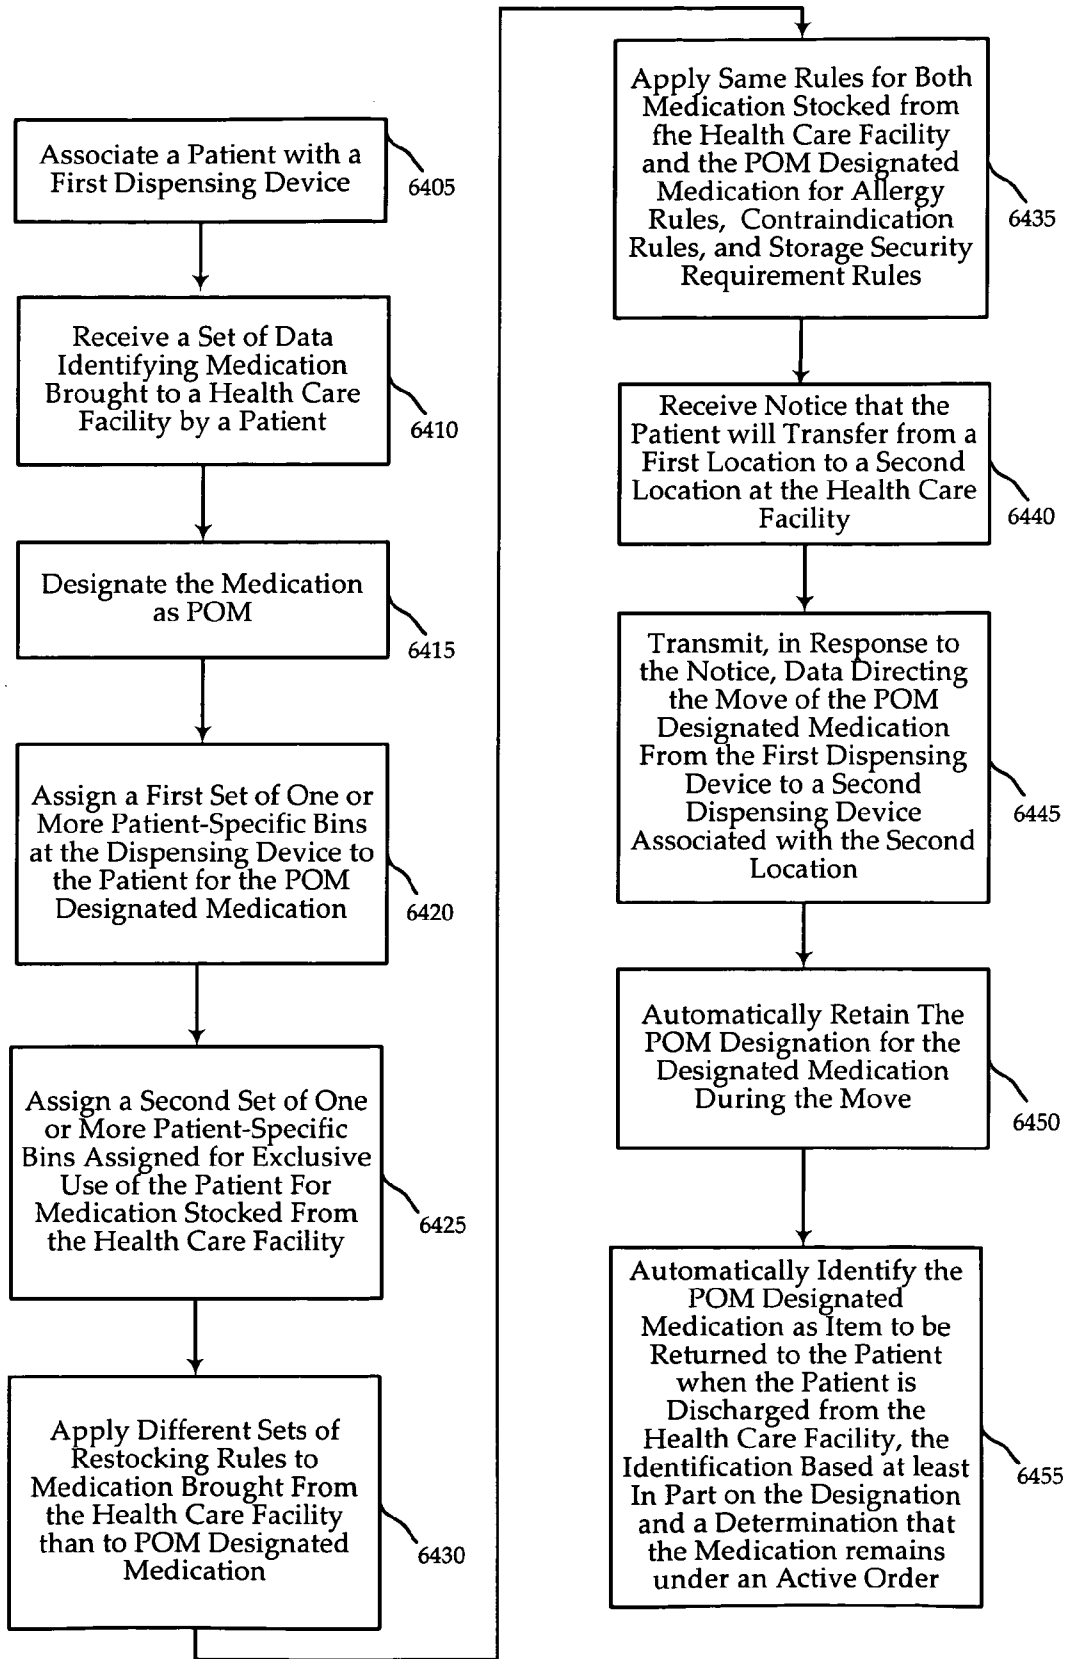 Associate a Patient with a
First Dispensing Device
6405
Receive a Set of Data
Identifying Medication
Brought to a Health Care
Facility by a Patient
6410
Designate the Medication
as POM
6415
Assign a First Set of One or
More Patient-Specific Bins
at the Dispensing Device to
the Patient for the POM
Designated Medication
6420
Assign a Second Set of One
or More Patient-Specific
Bins Assigned for Exclusive
Use of the Patient For
Medication Stocked From
the Health Care Facility
6425
Apply Different Sets of
Restocking Rules to
Medication Brought From
the Health Care Facility
than to POM Designated
Medication
6430
Apply Same Rules for Both
Medication Stocked from
fhe Health Care Facility
and the POM Designated
Medication for Allergy
Rules, Contraindication
Rules, and Storage Security
Requirement Rules
6435
Receive Notice that the
Patient will Transfer from a
First Location to a Second
Location at the Health Care
Facility
6440
Transmit, in Response to
the Notice, Data Directing
the Move of the POM
Designated Medication
From the First Dispensing
Device to a Second
Dispensing Device
Associated with the Second
Location
6445
Automatically Retain The
POM Designation for the
Designated Medication
During the Move
6450
Automatically Identify the
POM Designated
Medication as Item to be
Returned to the Patient
when the Patient is
Discharged from the
Health Care Facility, the
Identification Based at least
In Part on the Designation
and a Determination that
the Medication remains
under an Active Order
6455